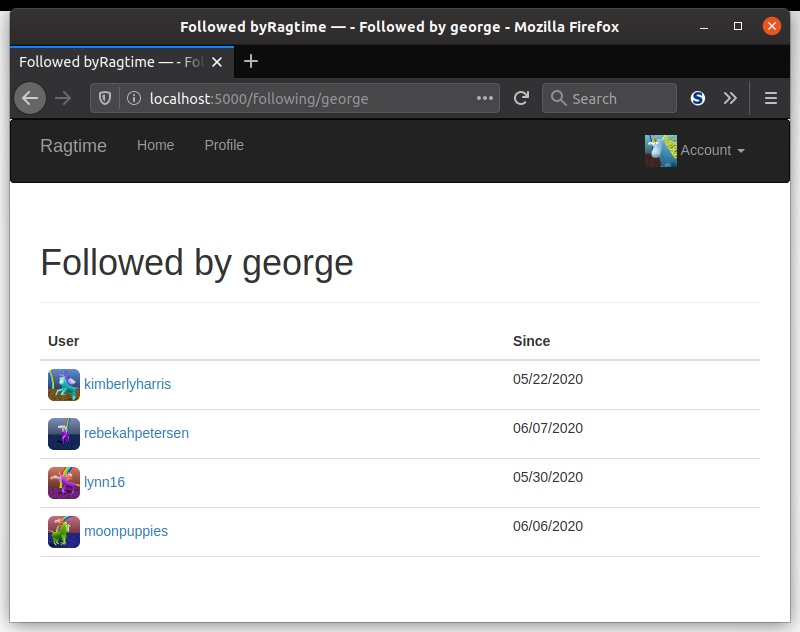 Followed byRagtime — - Followed by george - Mozilla Firefox
Followed byRagtime — - Fol
localhost:5000/following/george
Search
S
Ragtime Home Profile Account
Followed by george
User Since
kimberlyharris 05/22/2020
rebekahpetersen 06/07/2020
lynn16 05/30/2020
moonpuppies 06/06/2020